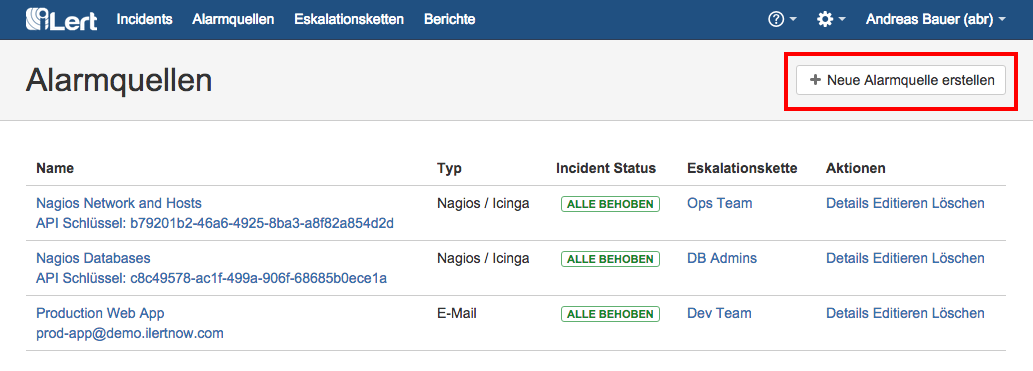 iLert Incidents Alarmquellen Eskalationsketten Berichte ? Andreas Bauer (abr)
Alarmquellen + Neue Alarmquelle erstellen
Name Typ Incident Status Eskalationskette Aktionen
Nagios Network and Hosts Nagios / Icinga ALLE BEHOBEN Ops Team Details Editieren Löschen
API Schlüssel: b79201b2-46a6-4925-8ba3-a8f82a854d2d
Nagios Databases Nagios / Icinga ALLE BEHOBEN DB Admins Details Editieren Löschen
API Schlüssel: c8c49578-ac1f-499a-906f-68685b0ece1a
Production Web App E-Mail ALLE BEHOBEN Dev Team Details Editieren Löschen
prod-app@demo.ilertnow.com